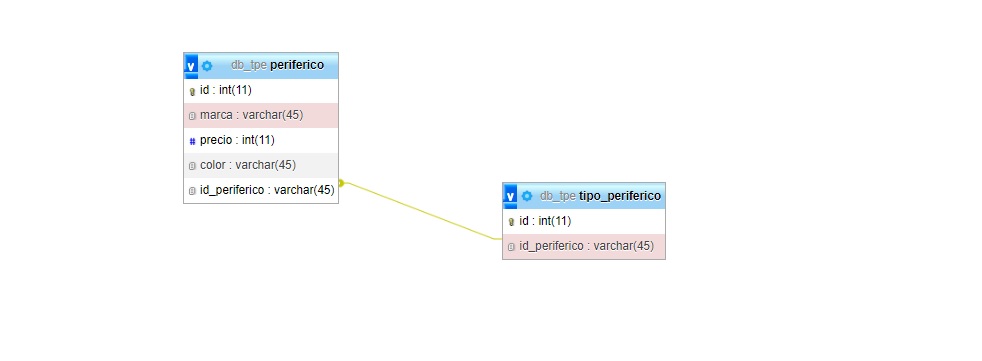 v db_tpe periferico
id : int(11)
marca : varchar(45)
# precio : int(11)
color : varchar(45)
id_periferico : varchar(45)
v db_tpe tipo_periferico
id : int(11)
id_periferico : varchar(45)